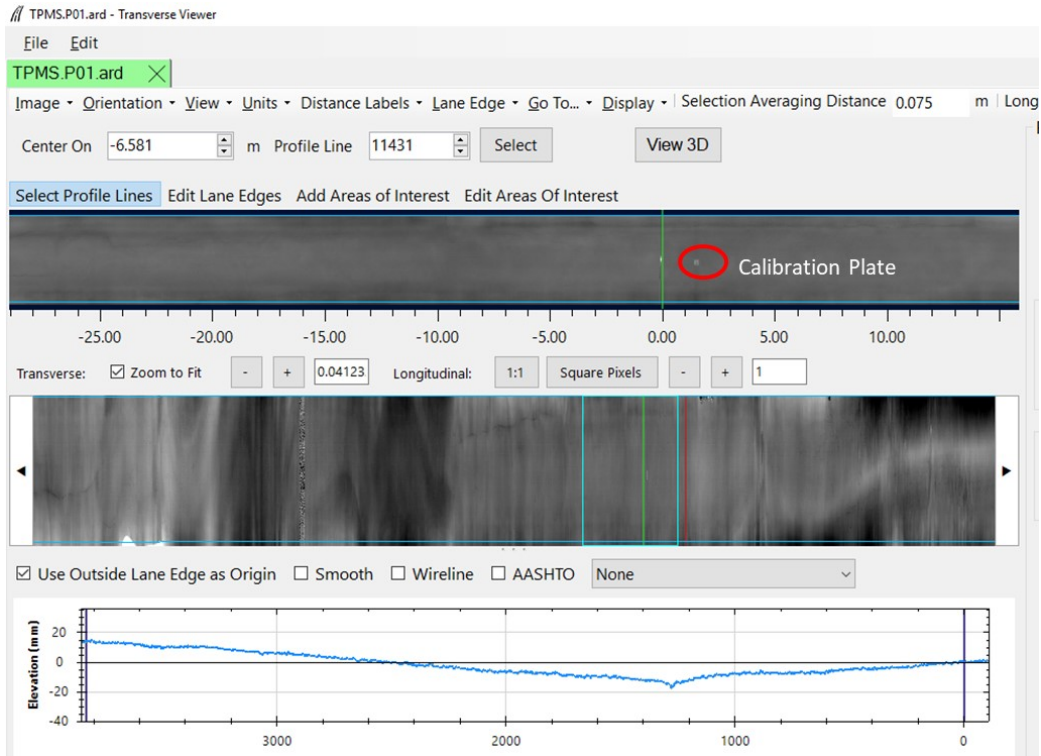 TPMS.P01.ard - Transverse Viewer
File Edit
TPMS.P01.ard
Image Orientation View Units Distance Labels Lane Edge Go To... Display Selection Averaging Distance 0.075 m Long
Center On -6.581 m Profile Line 11431 Select View 3D
Select Profile Lines Edit Lane Edges Add Areas of Interest Edit Areas Of Interest
Calibration Plate
-25.00 -20.00 -15.00 -10.00 -5.00 0.00 5.00 10.00
Transverse: Zoom to Fit - + 0.04123 Longitudinal: 1:1 Square Pixels - + 1
Use Outside Lane Edge as Origin Smooth Wireline AASHTO None
Elevation (mm)
20
0
-20
-40
3000 2000 1000 0